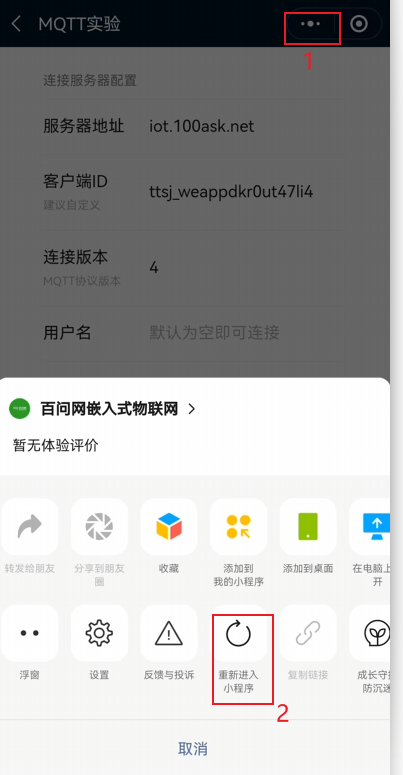 MQTT实验
1
连接服务器配置
服务器地址 iot.100ask.net
客户端ID
建议自定义
ttsj_weappdkr0ut47li4
连接版本
MQTT协议版本
4
用户名 默认为空即可连接
百问网嵌入式物联网
暂无体验评价
转发给朋友
分享到朋友
圈
收藏
添加到
我的小程序
添加到桌面
在电脑上
开
浮窗
设置
反馈与投诉
重新进入
小程序
复制链接
成长守
防沉迷
2
取消